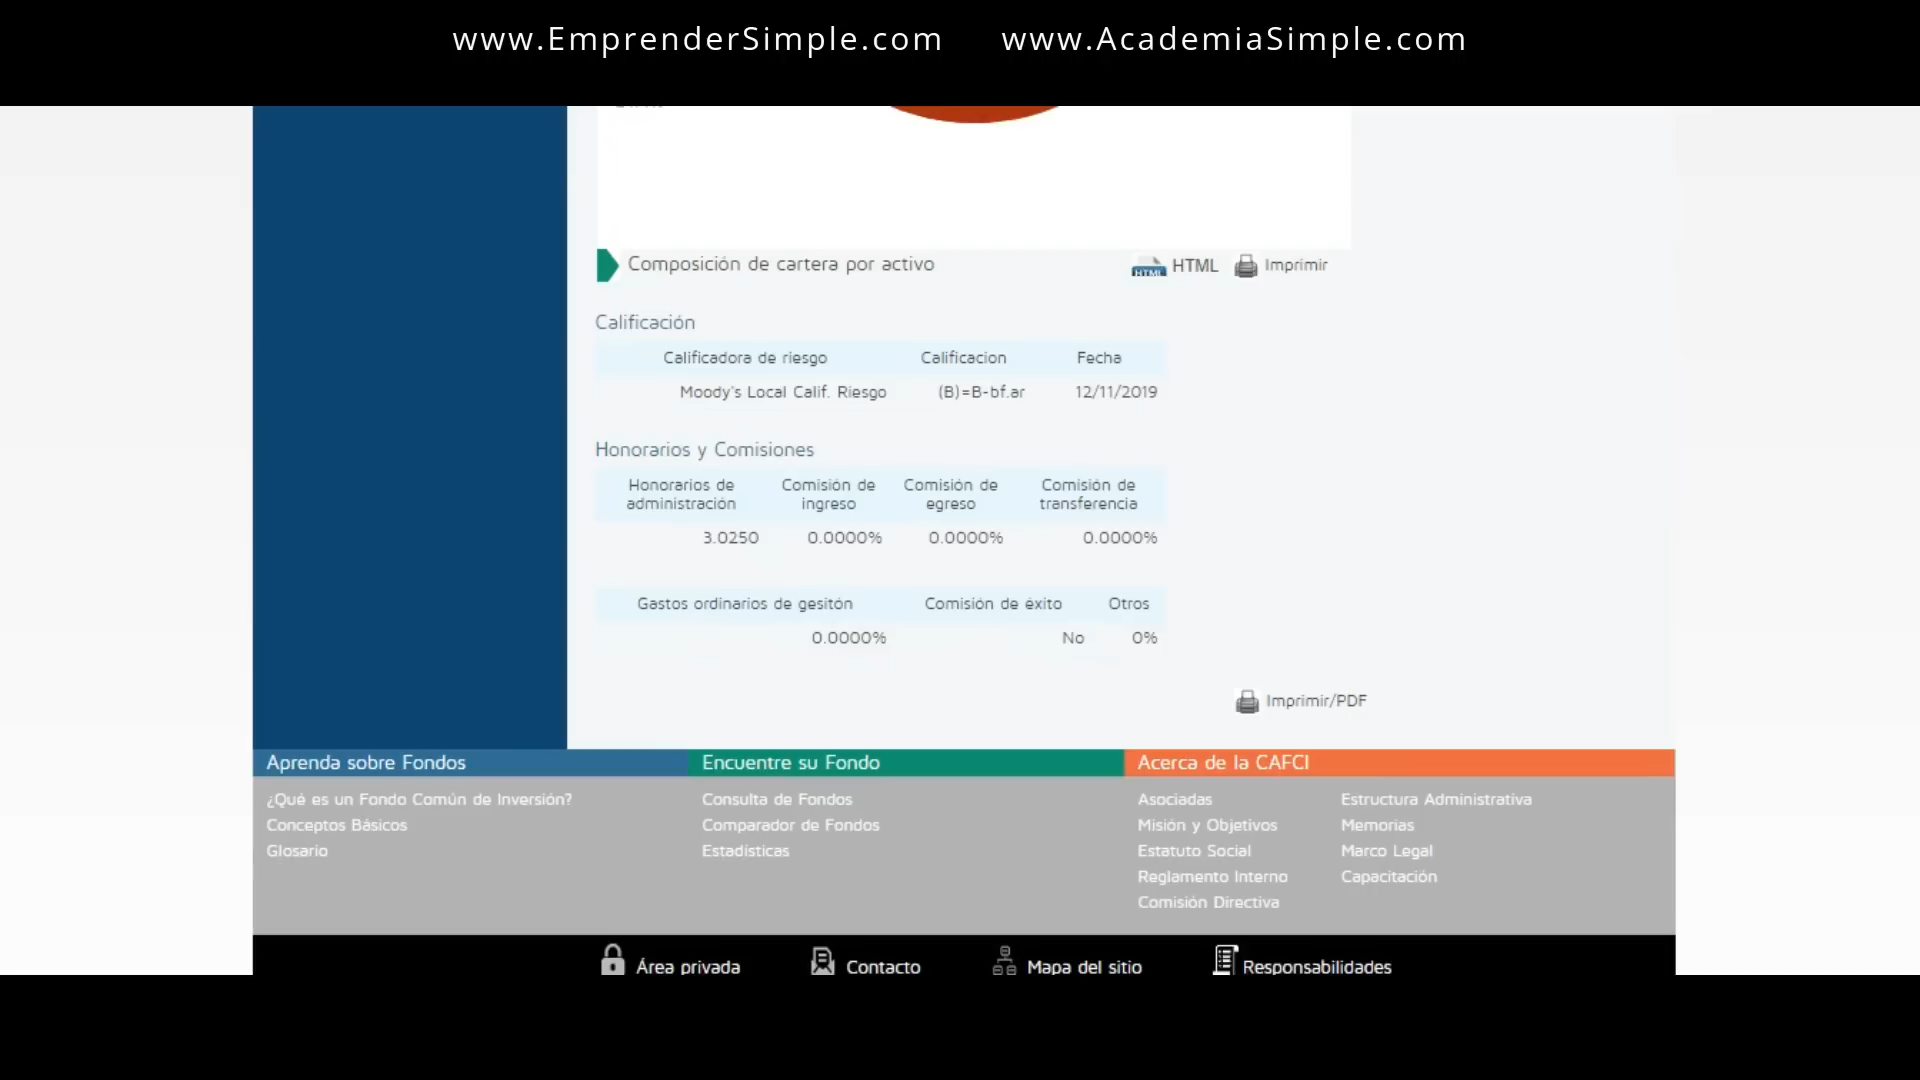 www.EmprenderSimple.com www.AcademiaSimple.com
Composición de cartera por activo
HTML HTML Imprimir
Calificación
Calificadora de riesgo Calificacion Fecha
Moody's Local Calif. Riesgo (B)=B-bf.ar 12/11/2019
Honorarios y Comisiones
Honorarios de Comisión de Comisión de Comisión de
administración ingreso egreso transferencia
3.0250 0.0000% 0.0000% 0.0000%
Gastos ordinarios de gesitón Comisión de éxito Otros
0.0000% No 0%
Imprimir/PDF
Aprenda sobre Fondos Encuentre su Fondo Acerca de la CAFCI
¿Qué es un Fondo Común de Inversión? Consulta de Fondos Asociadas Estructura Administrativa
Conceptos Básicos Comparador de Fondos Misión y Objetivos Memorias
Glosario Estadísticas Estatuto Social Marco Legal
Reglamento Interno Capacitación
Comisión Directiva
Área privada Contacto Mapa del sitio Responsabilidades